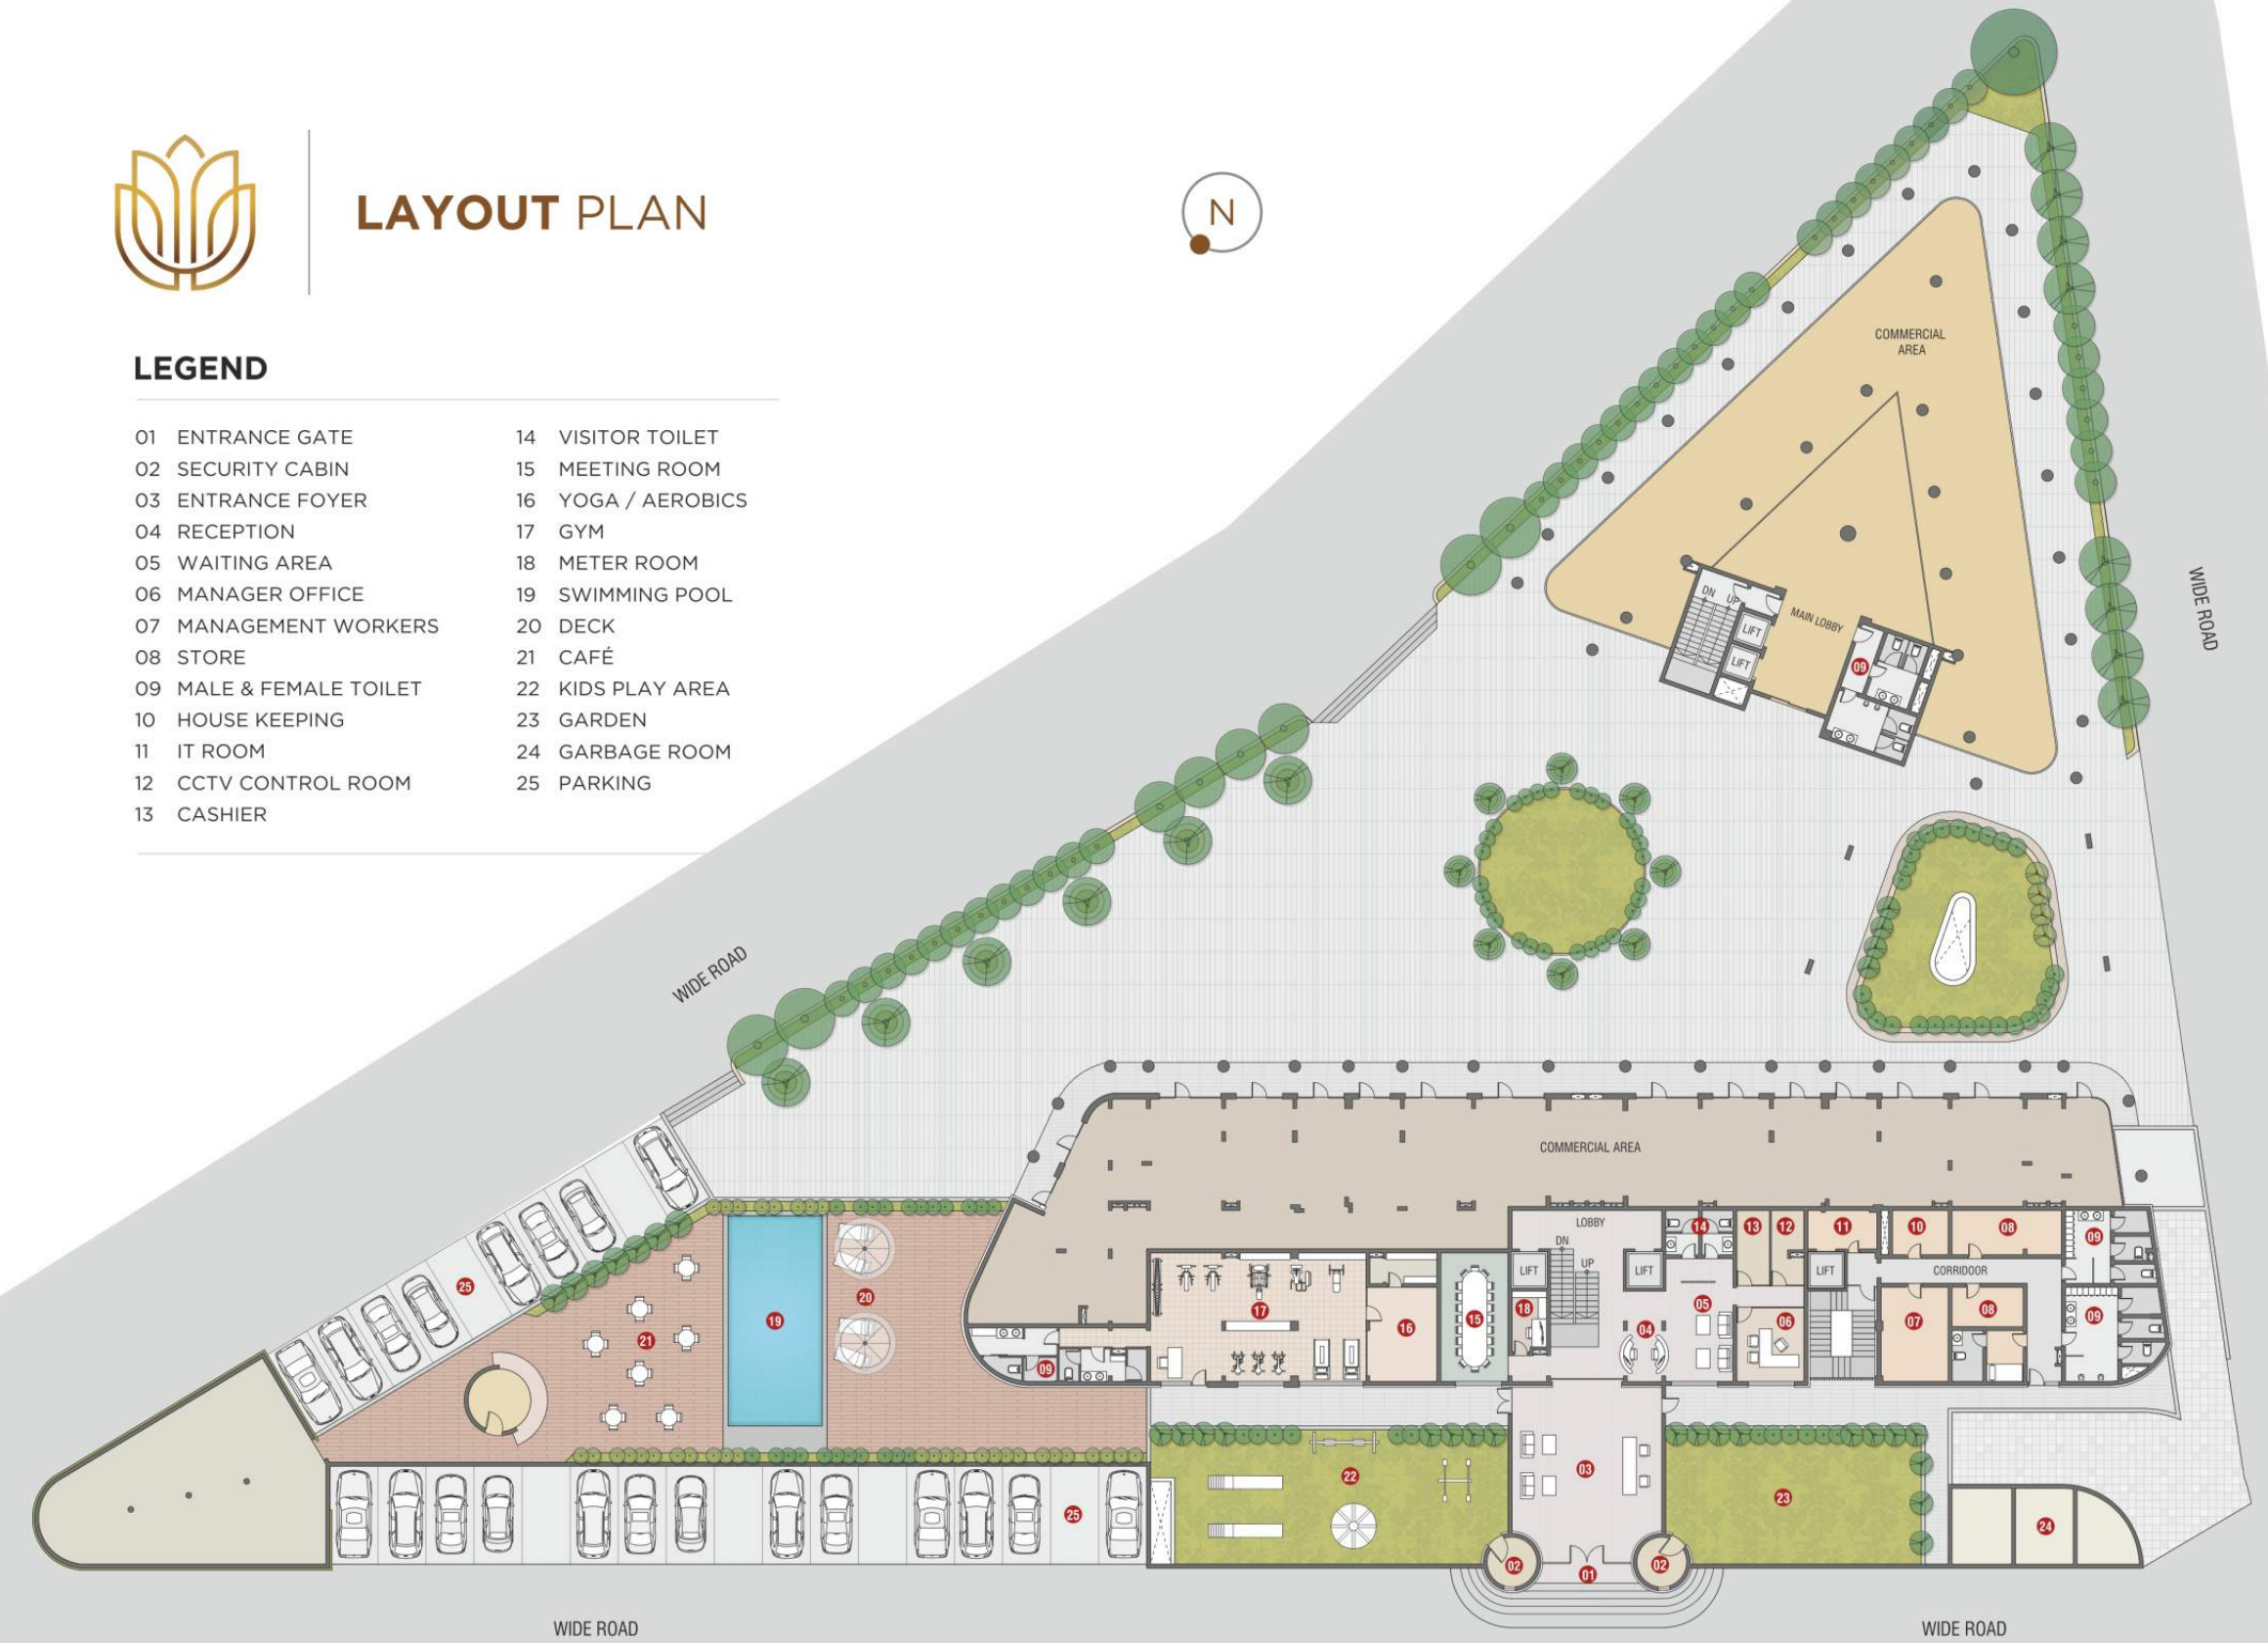 LAYOUT PLAN
N
LEGEND
01 ENTRANCE GATE
02 SECURITY CABIN
03 ENTRANCE FOYER
04 RECEPTION
05 WAITING AREA
06 MANAGER OFFICE
07 MANAGEMENT WORKERS
08 STORE
09 MALE & FEMALE TOILET
10 HOUSE KEEPING
11 IT ROOM
12 CCTV CONTROL ROOM
13 CASHIER
14 VISITOR TOILET
15 MEETING ROOM
16 YOGA / AEROBICS
17 GYM
18 METER ROOM
19 SWIMMING POOL
20 DECK
21 CAFÉ
22 KIDS PLAY AREA
23 GARDEN
24 GARBAGE ROOM
25 PARKING
COMMERCIAL
AREA
DN UP
LIFT
LIFT
MAIN LOBBY
09
WIDE ROAD
WIDE ROAD
COMMERCIAL AREA
LOBBY
DN
UP
LIFT
LIFT
LIFT
CORRIDOR
14
13
12
11
10
08
09
25
19
20
21
17
16
15
18
04
05
06
07
08
09
09
25
22
03
23
24
02
01
02
WIDE ROAD
WIDE ROAD